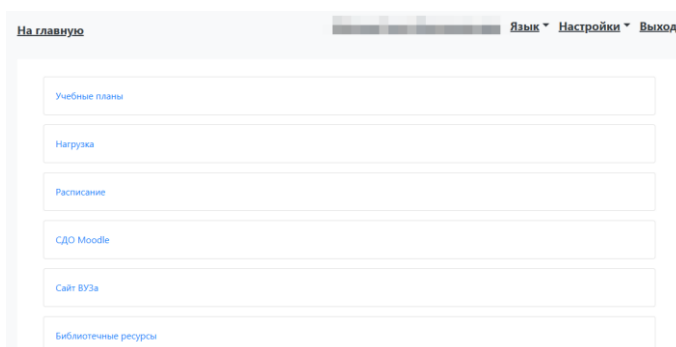 На главную
Язык Настройки Выход
Учебные планы
Нагрузка
Расписание
СДО Moodle
Сайт ВУЗа
Библиотечные ресурсы